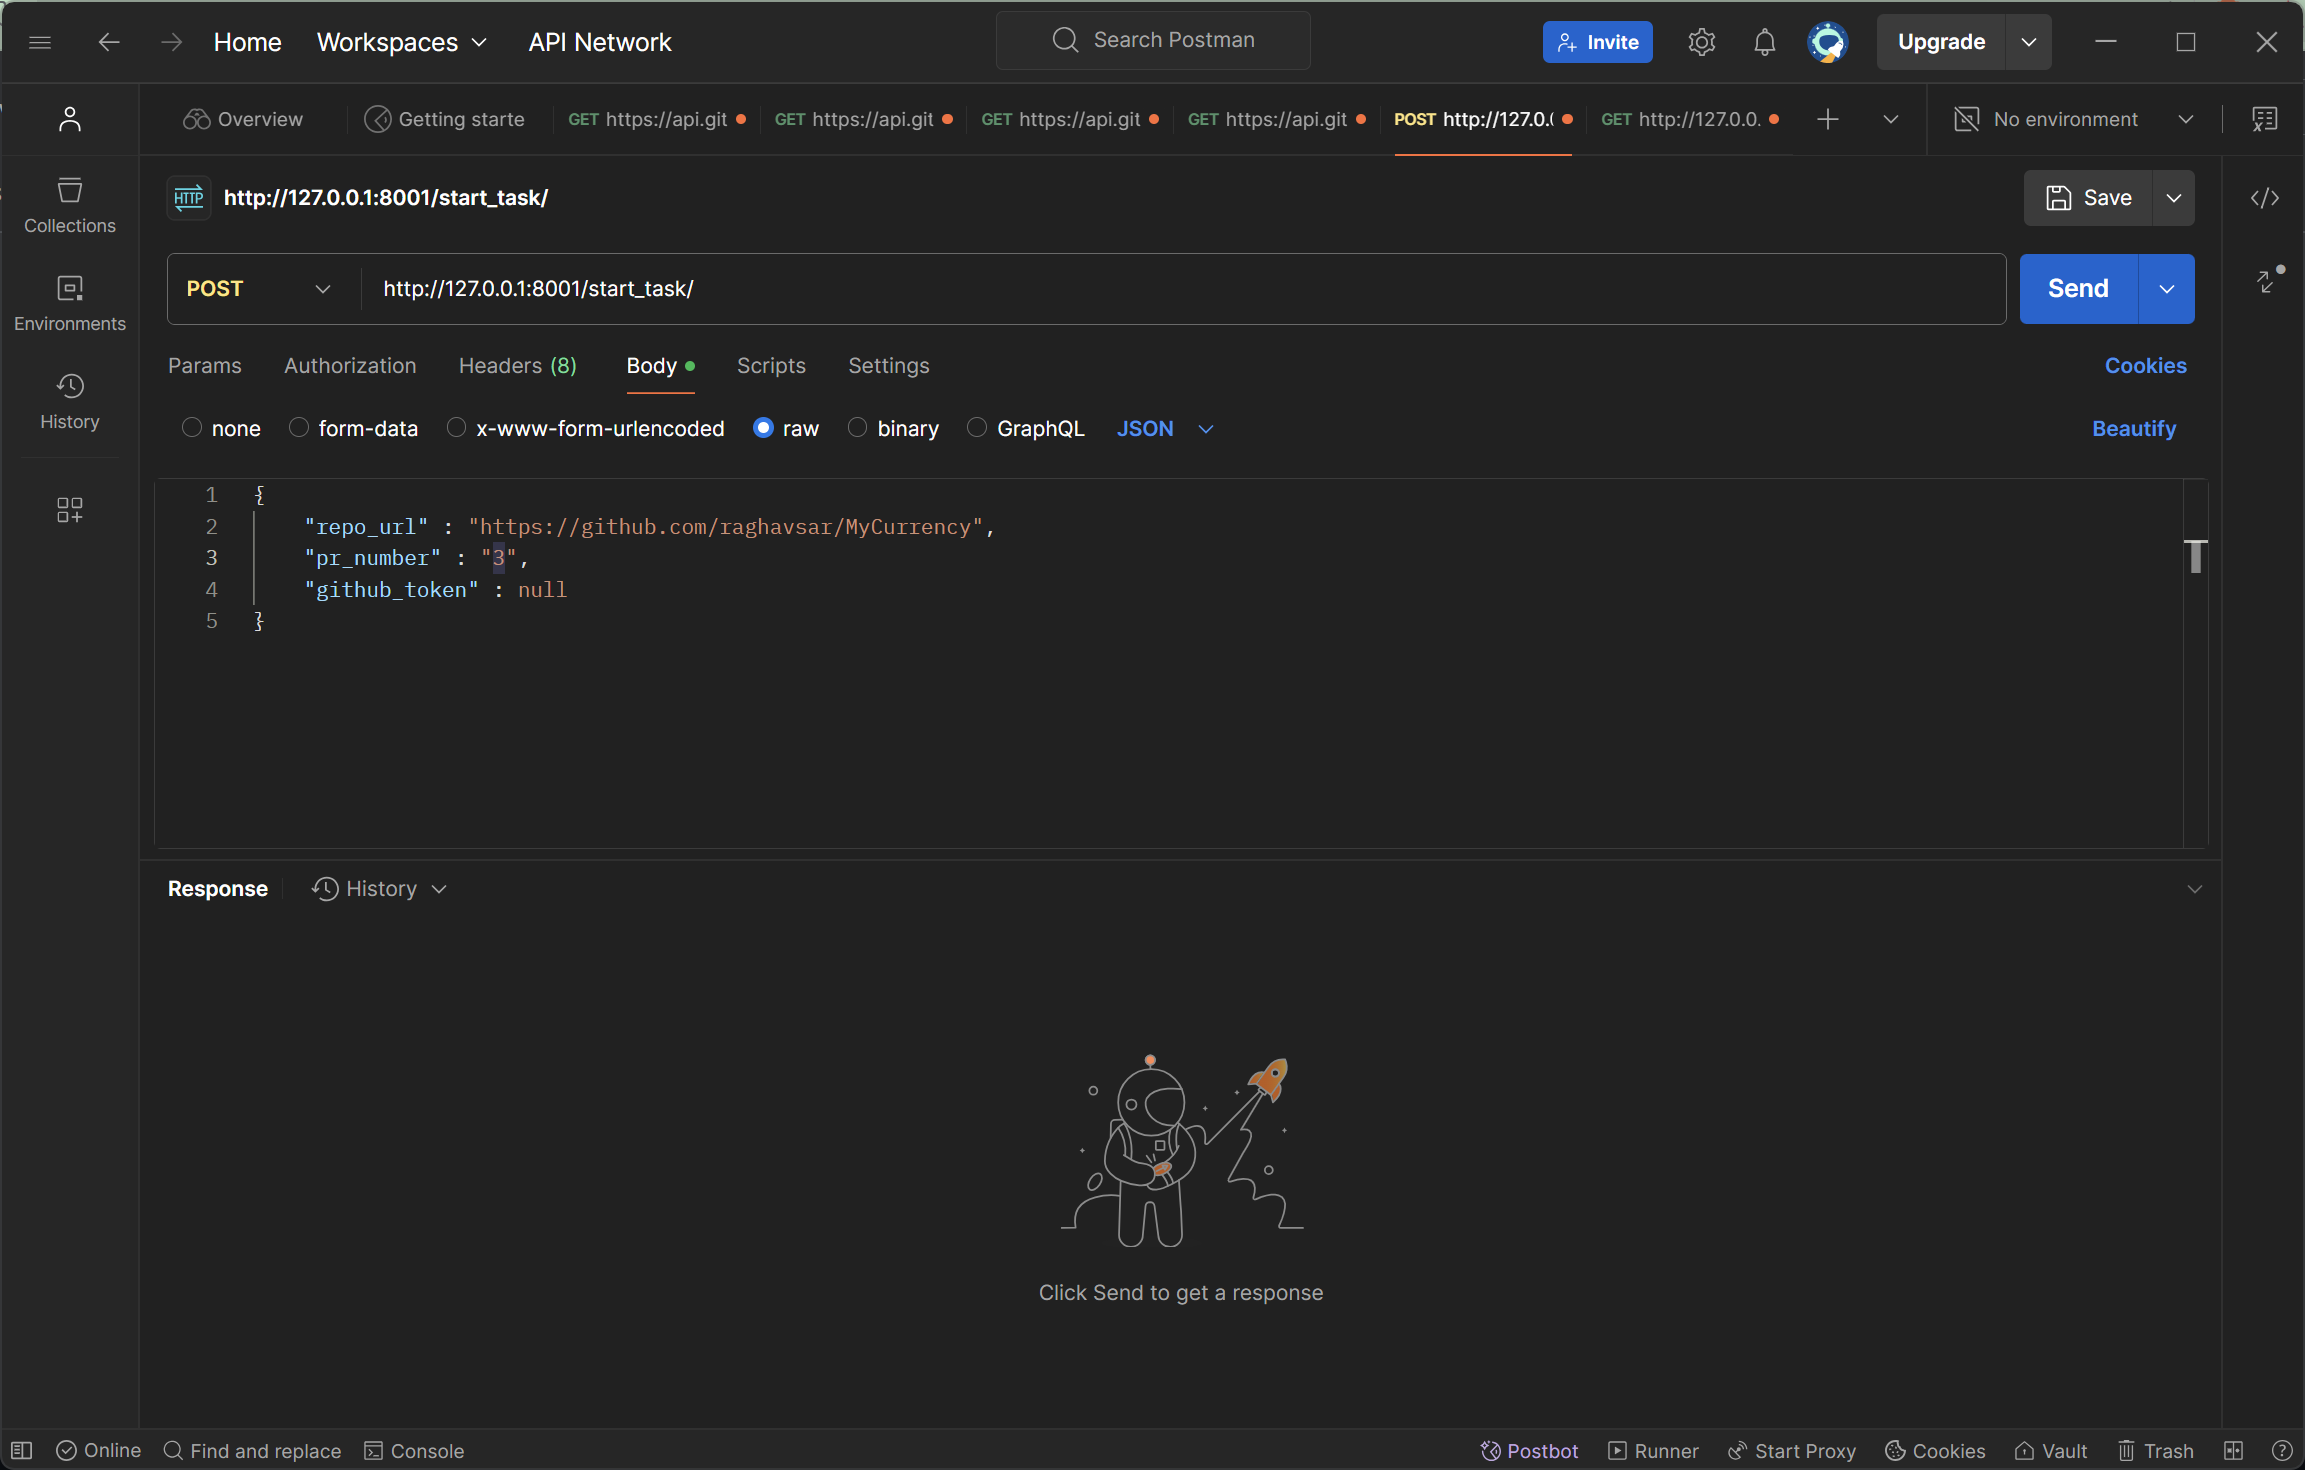 Home Workspaces API Network Search Postman Invite Upgrade
Overview Getting starte GET https://api.git GET https://api.git GET https://api.git GET https://api.git POST http://127.0.( GET http://127.0.0. No environment
HTTP http://127.0.0.1:8001/start_task/ Save
Collections
POST http://127.0.0.1:8001/start_task/ Send
Environments
Params Authorization Headers (8) Body Scripts Settings Cookies
History
none form-data x-www-form-urlencoded raw binary GraphQL JSON Beautify
1 {
2 "repo_url" : "https://github.com/raghavsar/MyCurrency",
3 "pr_number" : "3",
4 "github_token" : null
5 }
Response History
Click Send to get a response
Online Find and replace Console Postbot Runner Start Proxy Cookies Vault Trash